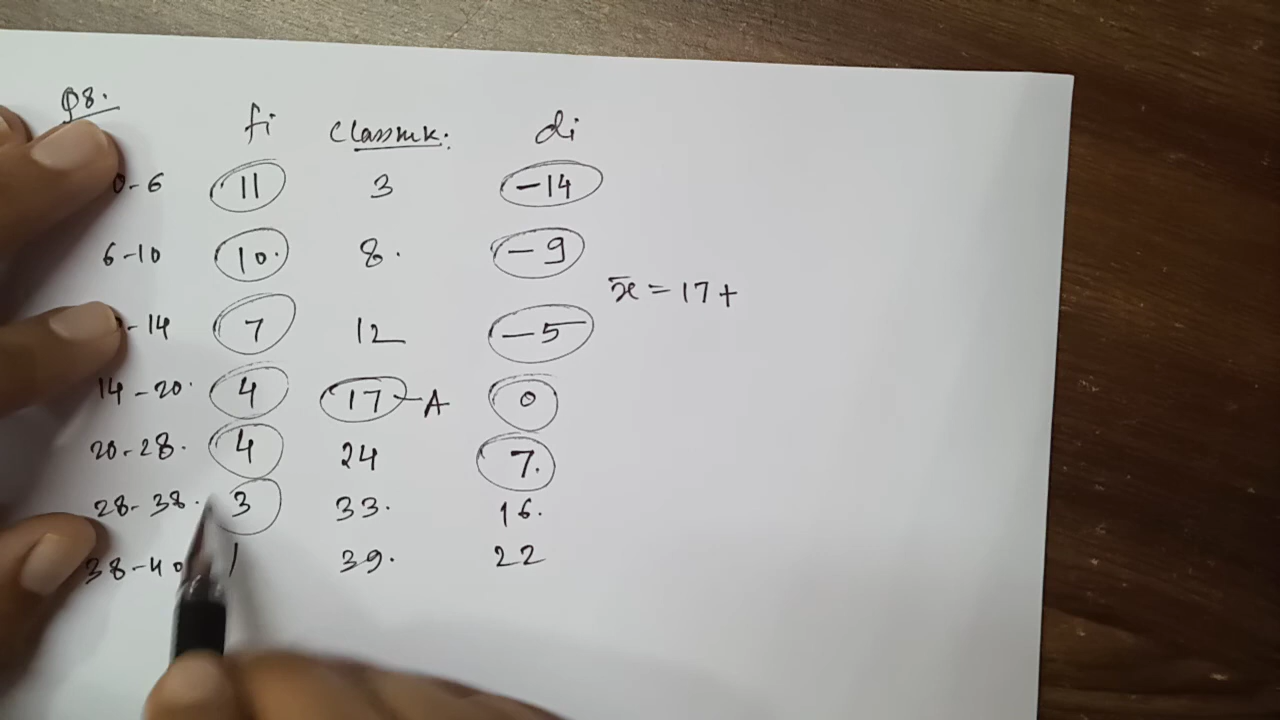 Q8.
fi Classmk. di
0-6 11 3 -14
6-10 10. 8. -9
x̄ = 17 +
-14 7 12 -5
14-20. 4 17 - A 0
20-28. 4 24 7.
28-38. 3 33. 16.
38-40 1 39. 22